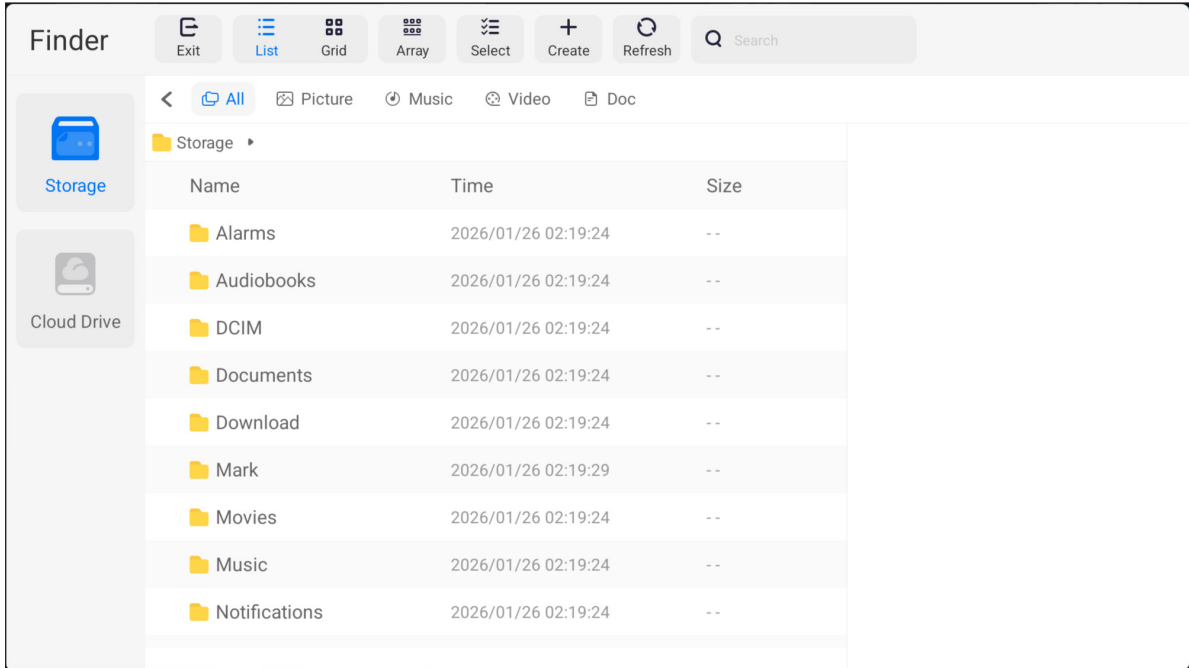 Finder
Exit
List
Grid
Array
Select
Create
Refresh
Search
All Picture Music Video Doc
Storage
Cloud Drive
Storage
Name Time Size
Alarms 2026/01/26 02:19:24 - -
Audiobooks 2026/01/26 02:19:24 - -
DCIM 2026/01/26 02:19:24 - -
Documents 2026/01/26 02:19:24 - -
Download 2026/01/26 02:19:24 - -
Mark 2026/01/26 02:19:29 - -
Movies 2026/01/26 02:19:24 - -
Music 2026/01/26 02:19:24 - -
Notifications 2026/01/26 02:19:24 - -